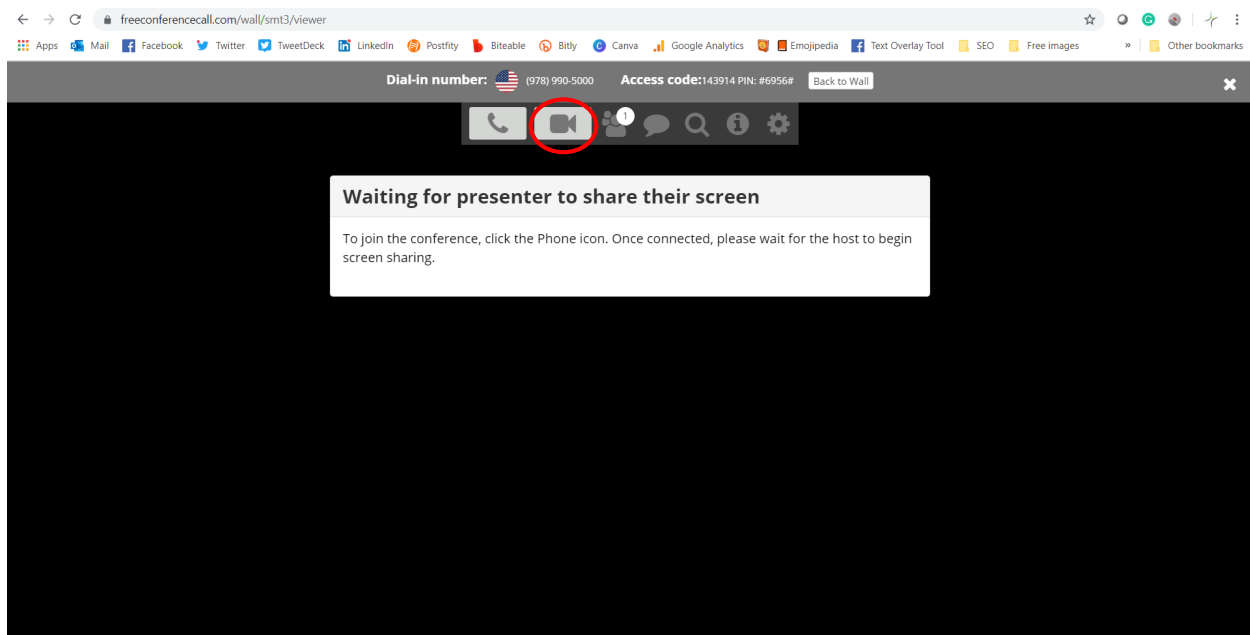 freeconferencecall.com/wall/smt3/viewer
Apps Mail Facebook Twitter TweetDeck LinkedIn Postfity Biteable Bitly Canva Google Analytics Emojipedia Text Overlay Tool SEO Free images » Other bookmarks
Dial-in number: (978) 990-5000 Access code:143914 PIN: #6956# Back to Wall
1
Waiting for presenter to share their screen
To join the conference, click the Phone icon. Once connected, please wait for the host to begin
screen sharing.